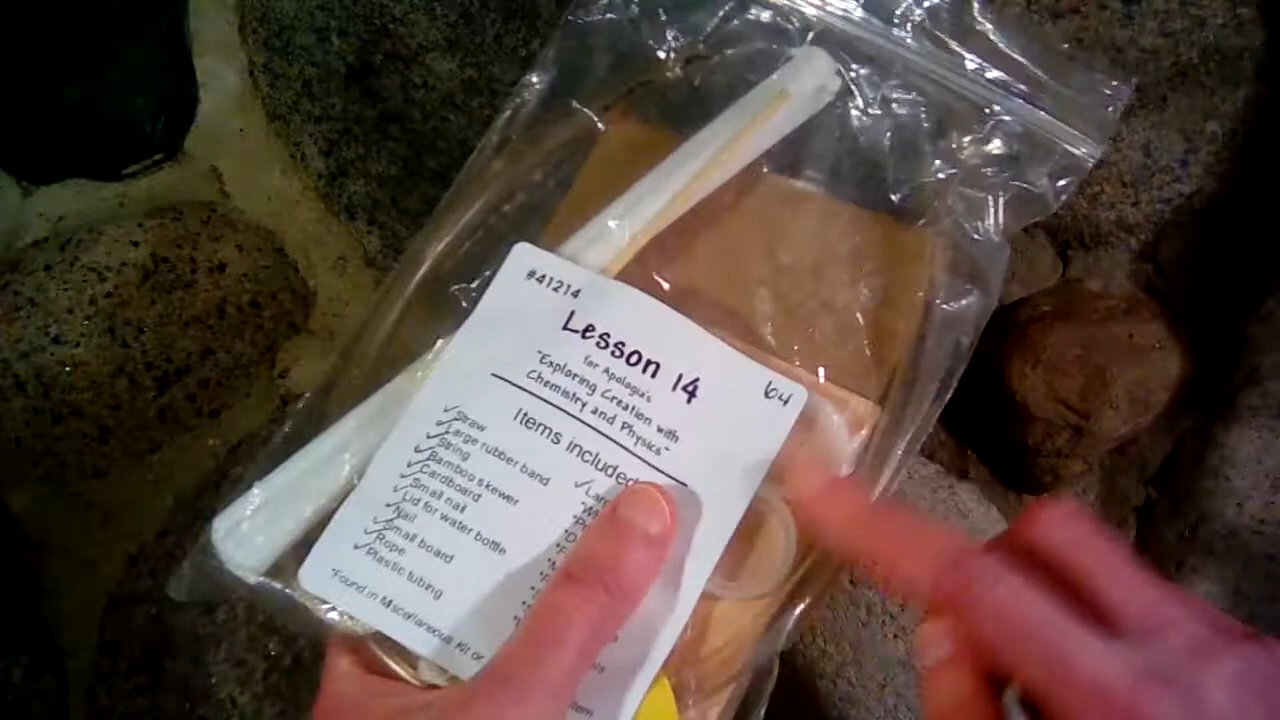 #41214
Lesson 14
64
for Apologia's
"Exploring Creation with
Chemistry and Physics"
Items included
✓Straw
✓Large rubber band
✓String
✓Bamboo skewer
✓Cardboard
✓Small nail
✓Lid for water bottle
✓Nail
✓Small board
✓Rope
✓Plastic tubing
*Found in Miscellaneous Kit or